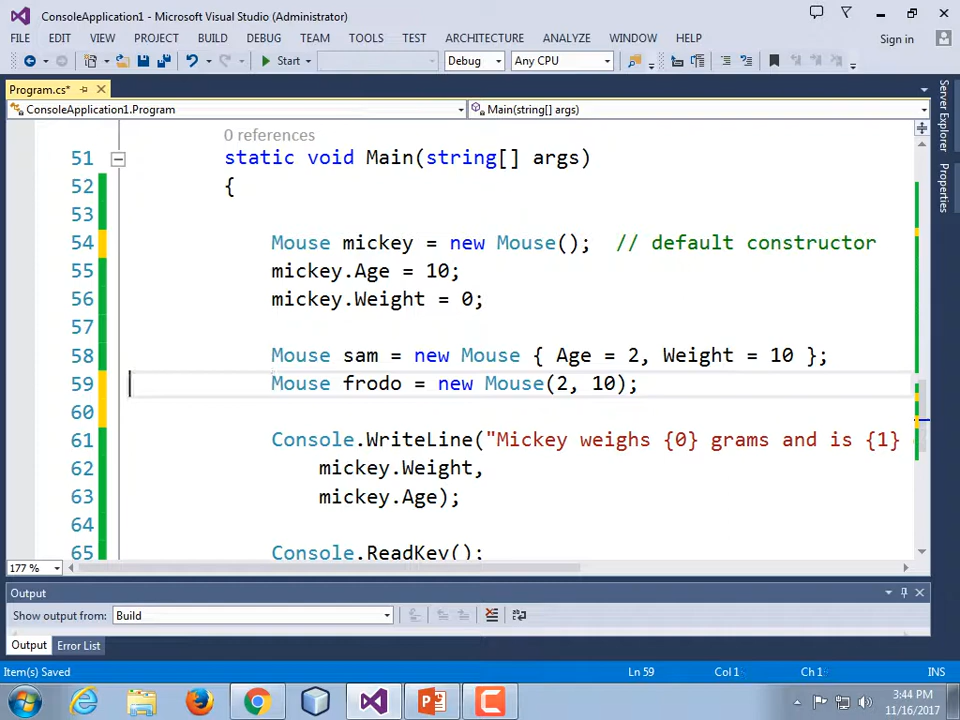 ConsoleApplication1 - Microsoft Visual Studio (Administrator)
FILE EDIT VIEW PROJECT BUILD DEBUG TEAM TOOLS TEST ARCHITECTURE ANALYZE WINDOW HELP Sign in
Start Debug Any CPU
Program.cs*
ConsoleApplication1.Program Main(string[] args)
0 references
51 static void Main(string[] args)
52 {
53
54 Mouse mickey = new Mouse(); // default constructor
55 mickey.Age = 10;
56 mickey.Weight = 0;
57
58 Mouse sam = new Mouse { Age = 2, Weight = 10 };
59 Mouse frodo = new Mouse(2, 10);
60
61 Console.WriteLine("Mickey weighs {0} grams and is {1}
62 mickey.Weight,
63 mickey.Age);
64
65 Console.ReadKey();
177 %
Server Explorer
Properties
Output
Show output from: Build
Output Error List
Item(s) Saved Ln 59 Col 1 Ch 1 INS
3:44 PM
11/16/2017